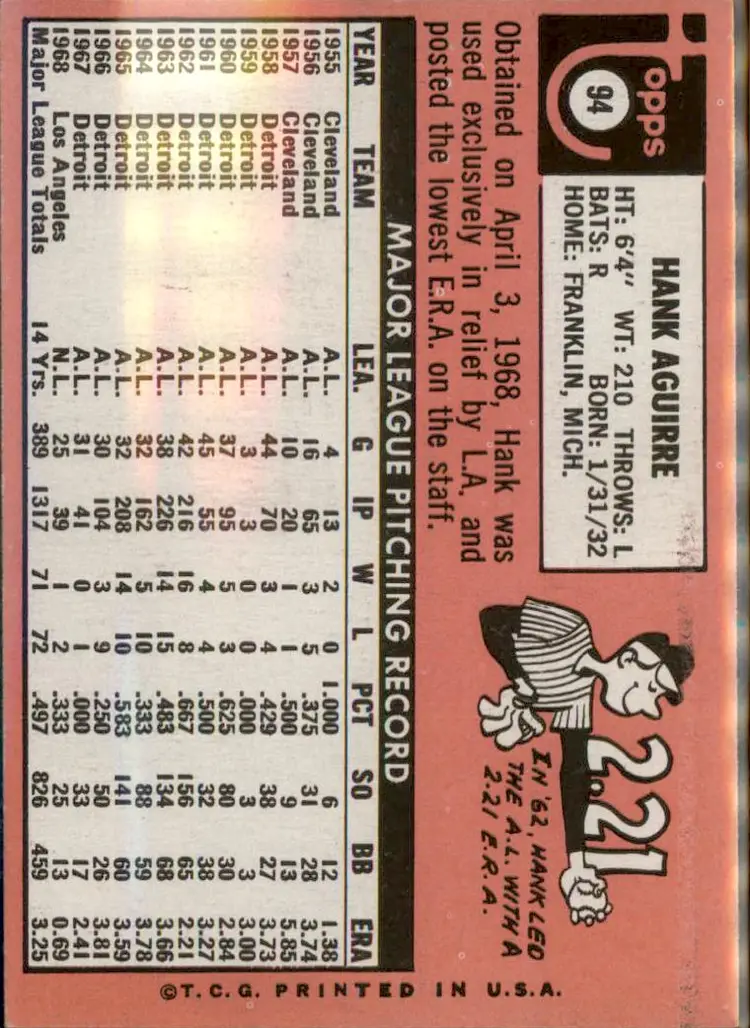 Topps
94
HANK AGUIRRE
HT: 6'4" WT: 210 THROWS: L
BATS: R BORN: 1/31/32
HOME: FRANKLIN, MICH.
Obtained on April 3, 1968, Hank was
used exclusively in relief by L.A. and
posted the lowest E.R.A. on the staff.
2.21
IN '62, HANK LED
THE A.L. WITH A
2.21 E.R.A.
MAJOR LEAGUE PITCHING RECORD
YEAR TEAM LEA. G IP W L PCT SO BB ERA
1955 Cleveland A.L. 4 13 2 0 1.000 6 12 1.38
1956 Cleveland A.L. 16 65 3 5 .375 31 28 3.74
1957 Cleveland A.L. 10 20 1 1 .500 9 13 5.85
1958 Detroit A.L. 44 70 3 4 .429 38 27 3.73
1959 Detroit A.L. 3 3 0 0 .000 3 3 3.00
1960 Detroit A.L. 37 95 5 3 .625 80 30 2.84
1961 Detroit A.L. 45 55 4 4 .500 32 38 3.27
1962 Detroit A.L. 42 216 16 8 .667 156 65 2.21
1963 Detroit A.L. 38 226 14 15 .483 134 68 3.66
1964 Detroit A.L. 32 162 5 10 .333 88 59 3.78
1965 Detroit A.L. 32 208 14 10 .583 141 60 3.59
1966 Detroit A.L. 30 104 3 9 .250 50 26 3.81
1967 Detroit A.L. 31 41 0 1 .000 33 17 2.41
1968 Los Angeles N.L. 25 39 1 2 .333 25 13 0.69
Major League Totals 14 Yrs. 389 1317 71 72 .497 826 459 3.25
©T.C.G. PRINTED IN U.S.A.